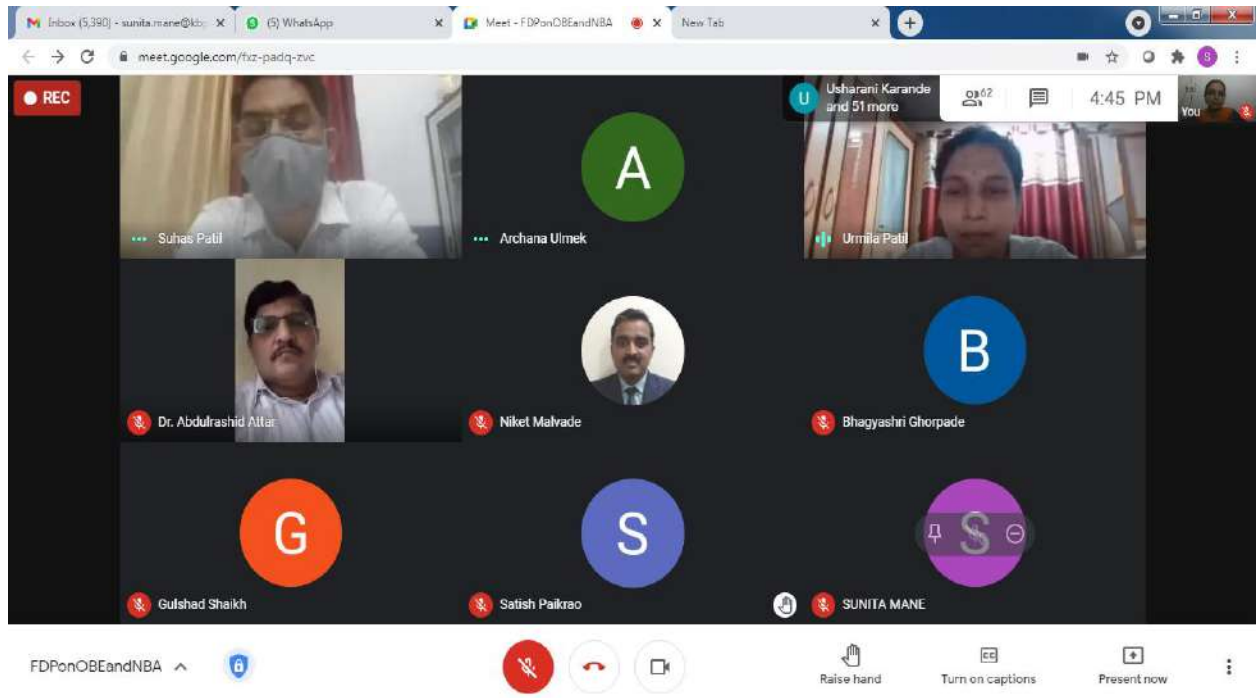 Inbox (5,390) - sunita.mane@kb
(5) WhatsApp
Meet - FDPonOBEandNBA
New Tab
meet.google.com/fxz-padq-zvc
S
REC
U
Usharani Karande
and 51 more
62
4:45 PM
You
Suhas Patil
A
Archana Ulmek
Urmila Patil
Dr. Abdulrashid Attar
Niket Malvade
B
Bhagyashri Ghorpade
G
Gulshad Shaikh
S
Satish Paikrao
S
SUNITA MANE
FDPonOBEandNBA
Raise hand
CC
Turn on captions
Present now